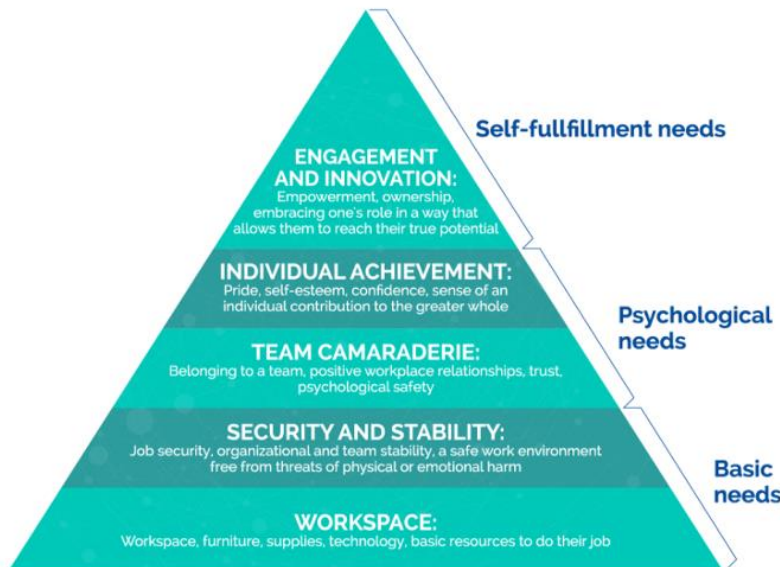 ENGAGEMENT
AND INNOVATION:
Empowerment, ownership,
embracing one's role in a way that
allows them to reach their true potential
INDIVIDUAL ACHIEVEMENT:
Pride, self-esteem, confidence, sense of an
individual contribution to the greater whole
TEAM CAMARADERIE:
Belonging to a team, positive workplace relationships, trust,
psychological safety
SECURITY AND STABILITY:
Job security, organizational and team stability, a safe work environment
free from threats of physical or emotional harm
WORKSPACE:
Workspace, furniture, supplies, technology, basic resources to do their job
Self-fullfillment needs
Psychological
needs
Basic
needs